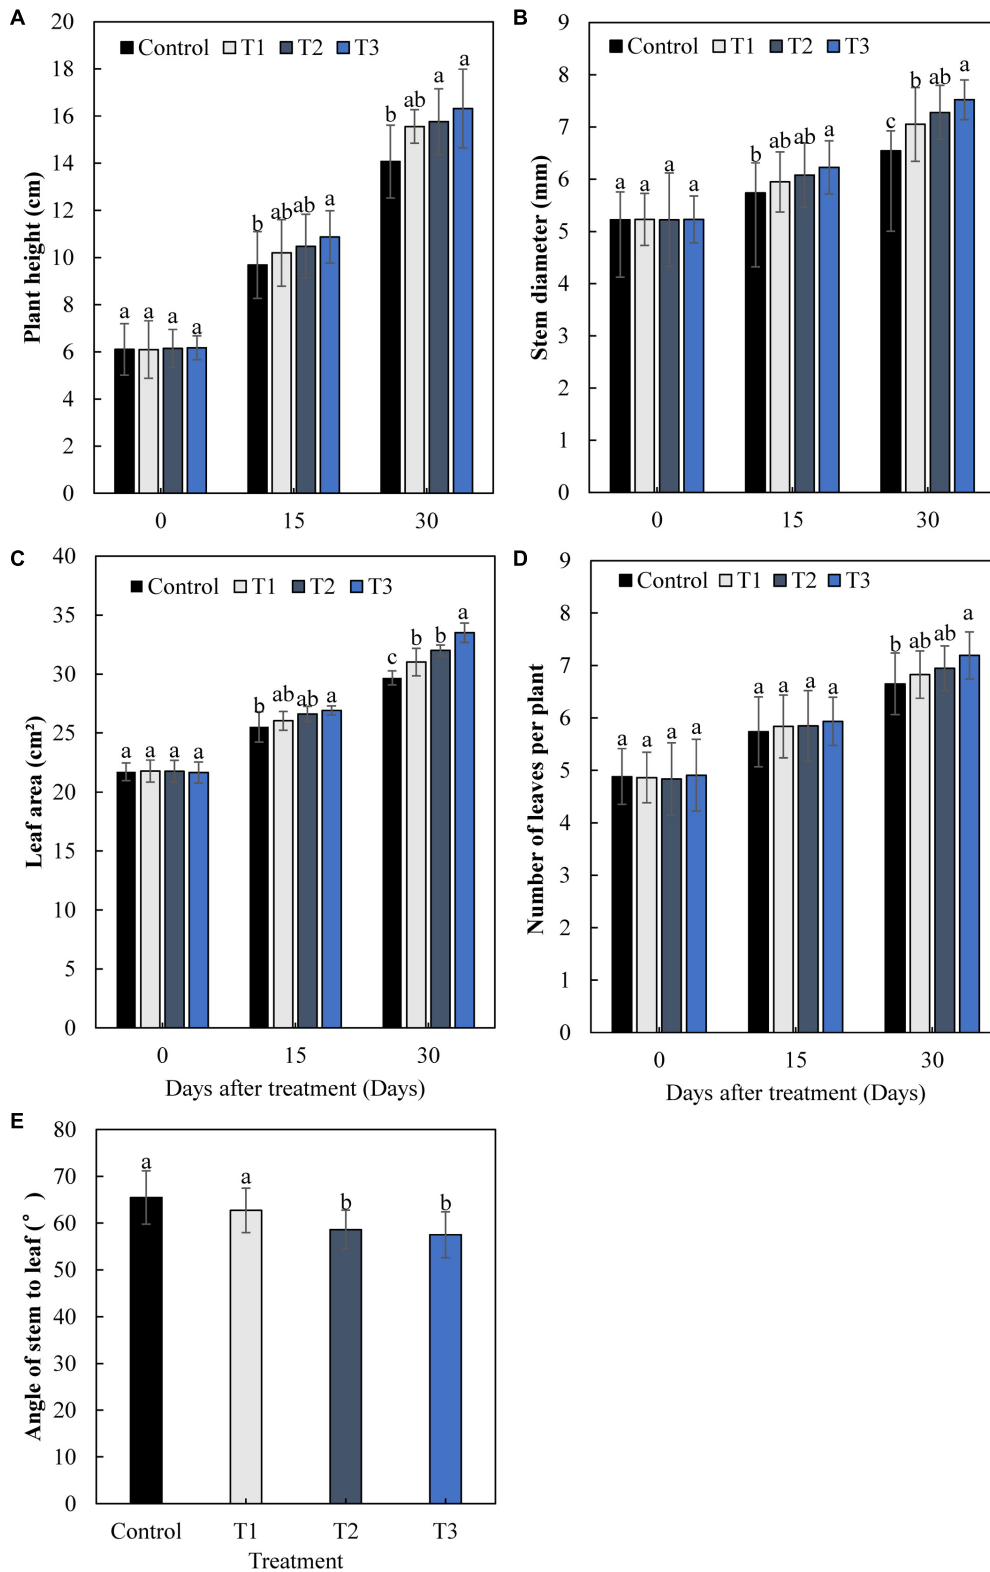 A
Control T1 T2 T3
Plant height (cm)
20
18
16
14
12
10
8
6
4
2
0
a a a a
b ab ab a
b ab a a
0 15 30
B
Control T1 T2 T3
Stem diameter (mm)
9
8
7
6
5
4
3
2
1
0
a a a a
b ab ab a
c b ab a
0 15 30
C
Control T1 T2 T3
Leaf area (cm²)
40
35
30
25
20
15
10
5
0
a a a a
b ab ab a
c b b a
0 15 30
Days after treatment (Days)
D
Control T1 T2 T3
Number of leaves per plant
9
8
7
6
5
4
3
2
1
0
a a a a
a a a a
b ab ab a
0 15 30
Days after treatment (Days)
E
Angle of stem to leaf (°)
80
70
60
50
40
30
20
10
0
a a b b
Control T1 T2 T3
Treatment